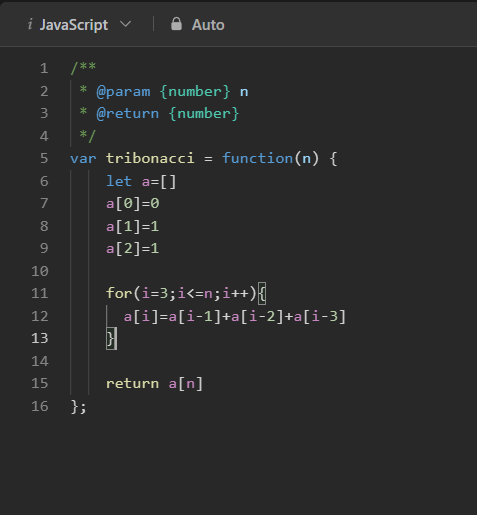 i JavaScript Auto
1 /**
2  * @param {number} n
3  * @return {number}
4  */
5 var tribonacci = function(n) {
6     let a=[]
7     a[0]=0
8     a[1]=1
9     a[2]=1
10
11     for(i=3;i<=n;i++){
12       a[i]=a[i-1]+a[i-2]+a[i-3]
13     }
14
15     return a[n]
16 };